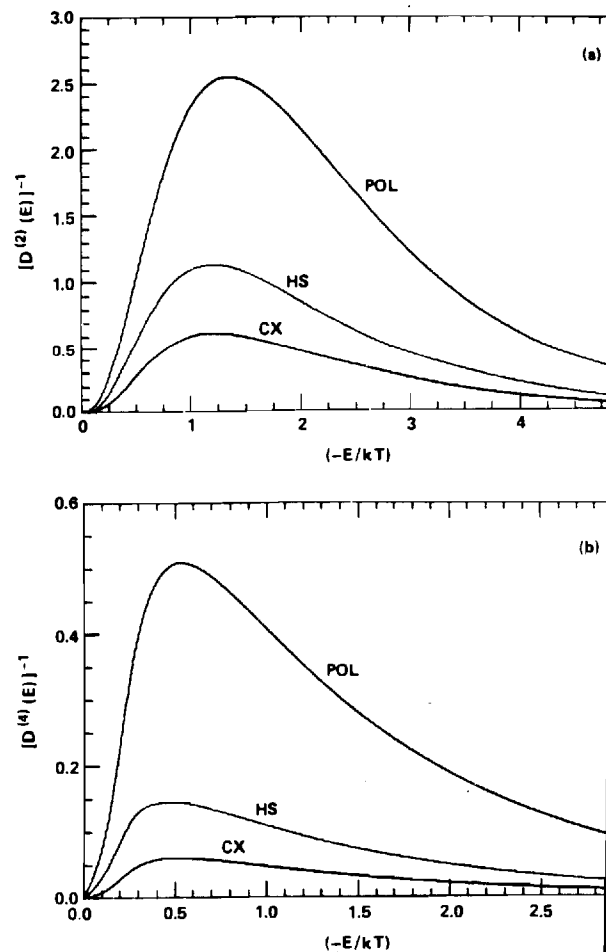 3.0
(a)
2.5
2.0
1.5
1.0
0.5
0.0
[D^(2) (E)]^-1
POL
HS
CX
0 1 2 3 4
(-E/kT)
0.6
(b)
0.4
0.2
0.0
[D^(4) (E)]^-1
POL
HS
CX
0.0 0.5 1.0 1.5 2.0 2.5
(-E/kT)